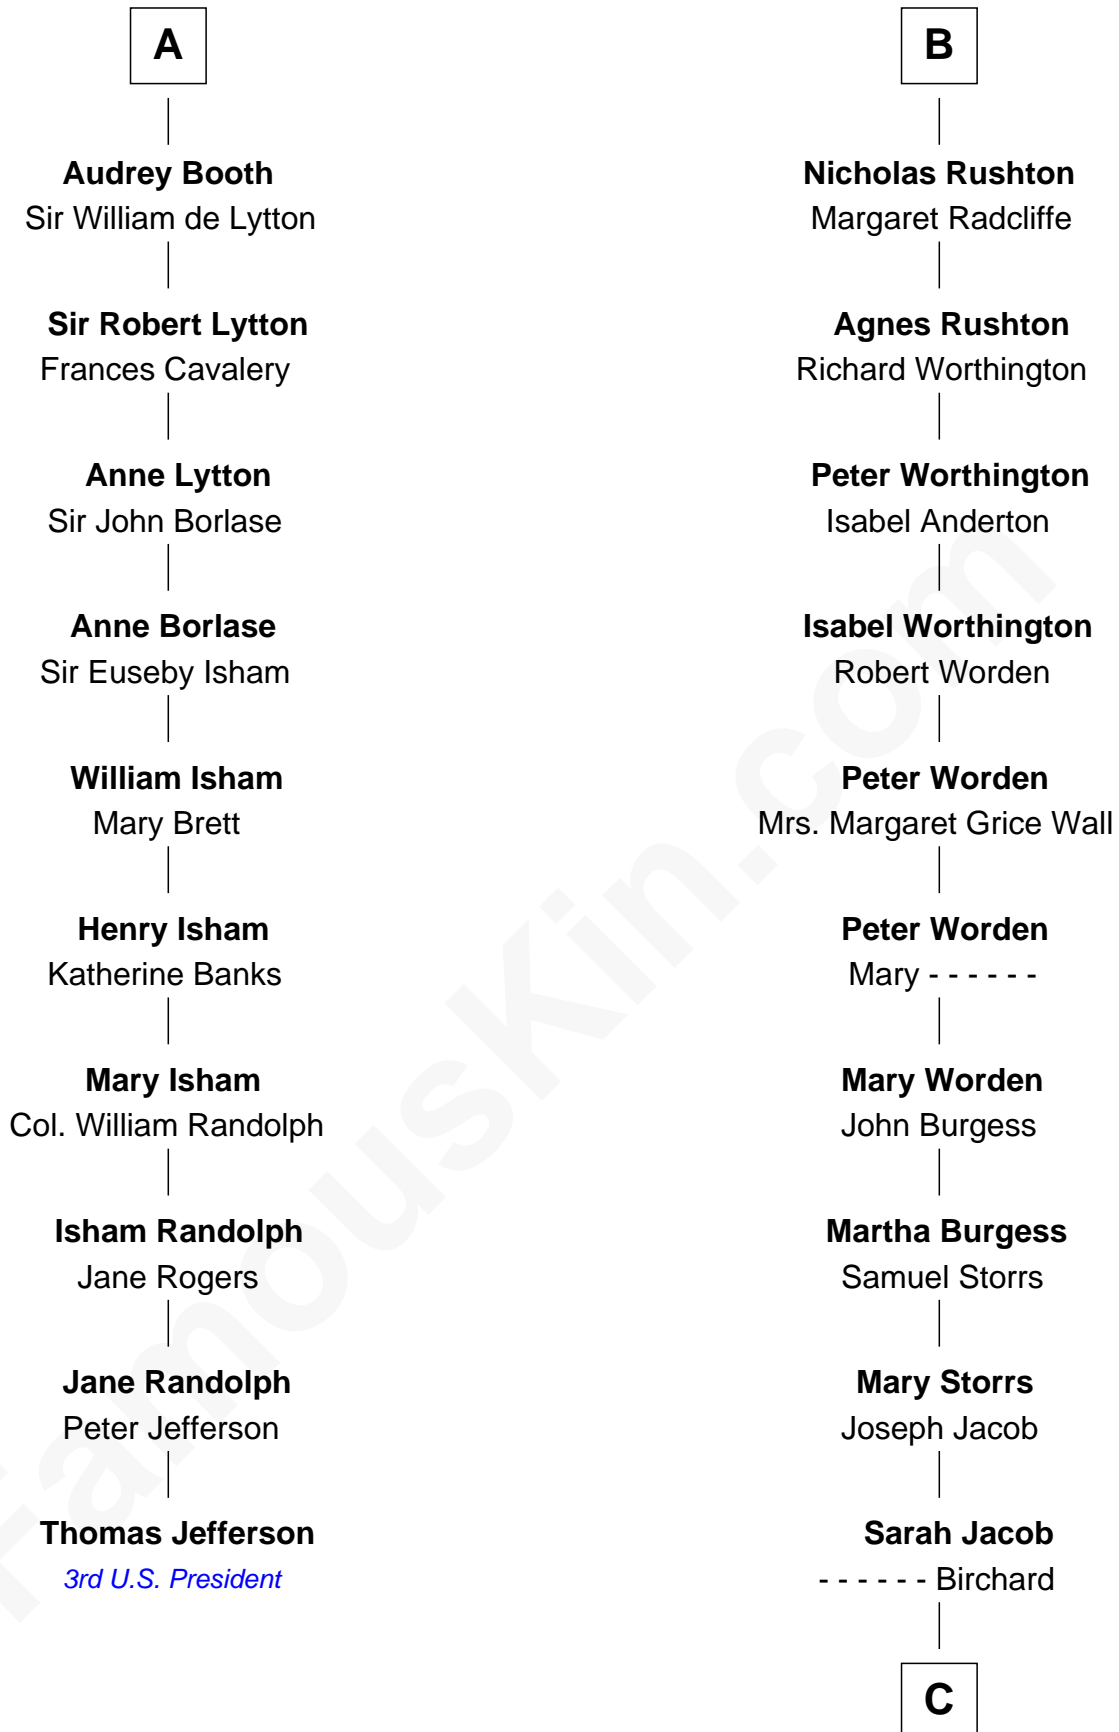 A
Audrey Booth
Sir William de Lytton
Sir Robert Lytton
Frances Cavalery
Anne Lytton
Sir John Borlase
Anne Borlase
Sir Euseby Isham
William Isham
Mary Brett
Henry Isham
Katherine Banks
Mary Isham
Col. William Randolph
Isham Randolph
Jane Rogers
Jane Randolph
Peter Jefferson
Thomas Jefferson
3rd U.S. President
B
Nicholas Rushton
Margaret Radcliffe
Agnes Rushton
Richard Worthington
Peter Worthington
Isabel Anderton
Isabel Worthington
Robert Worden
Peter Worden
Mrs. Margaret Grice Wall
Peter Worden
Mary - - - - - -
Mary Worden
John Burgess
Martha Burgess
Samuel Storrs
Mary Storrs
Joseph Jacob
Sarah Jacob
- - - - - - Birchard
C
FamousKin.com